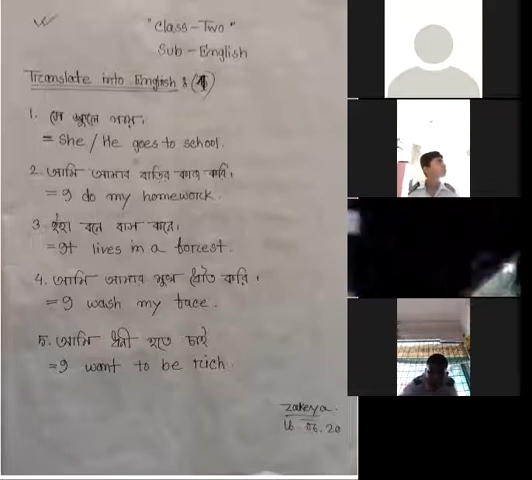 "Class-Two"
Sub-English
Translate into English : (4)
1. সে স্কুলে যায়।
= She / He goes to school.
2. আমি আমার বাড়ির কাজ করি।
= I do my homework.
3. ইহা বনে বাস করে।
= It lives in a forest.
4. আমি আমার মুখ ধৌত করি।
= I wash my face.
৫. আমি ধনী হতে চাই
= I want to be rich.
Zakeya.
16.06.20